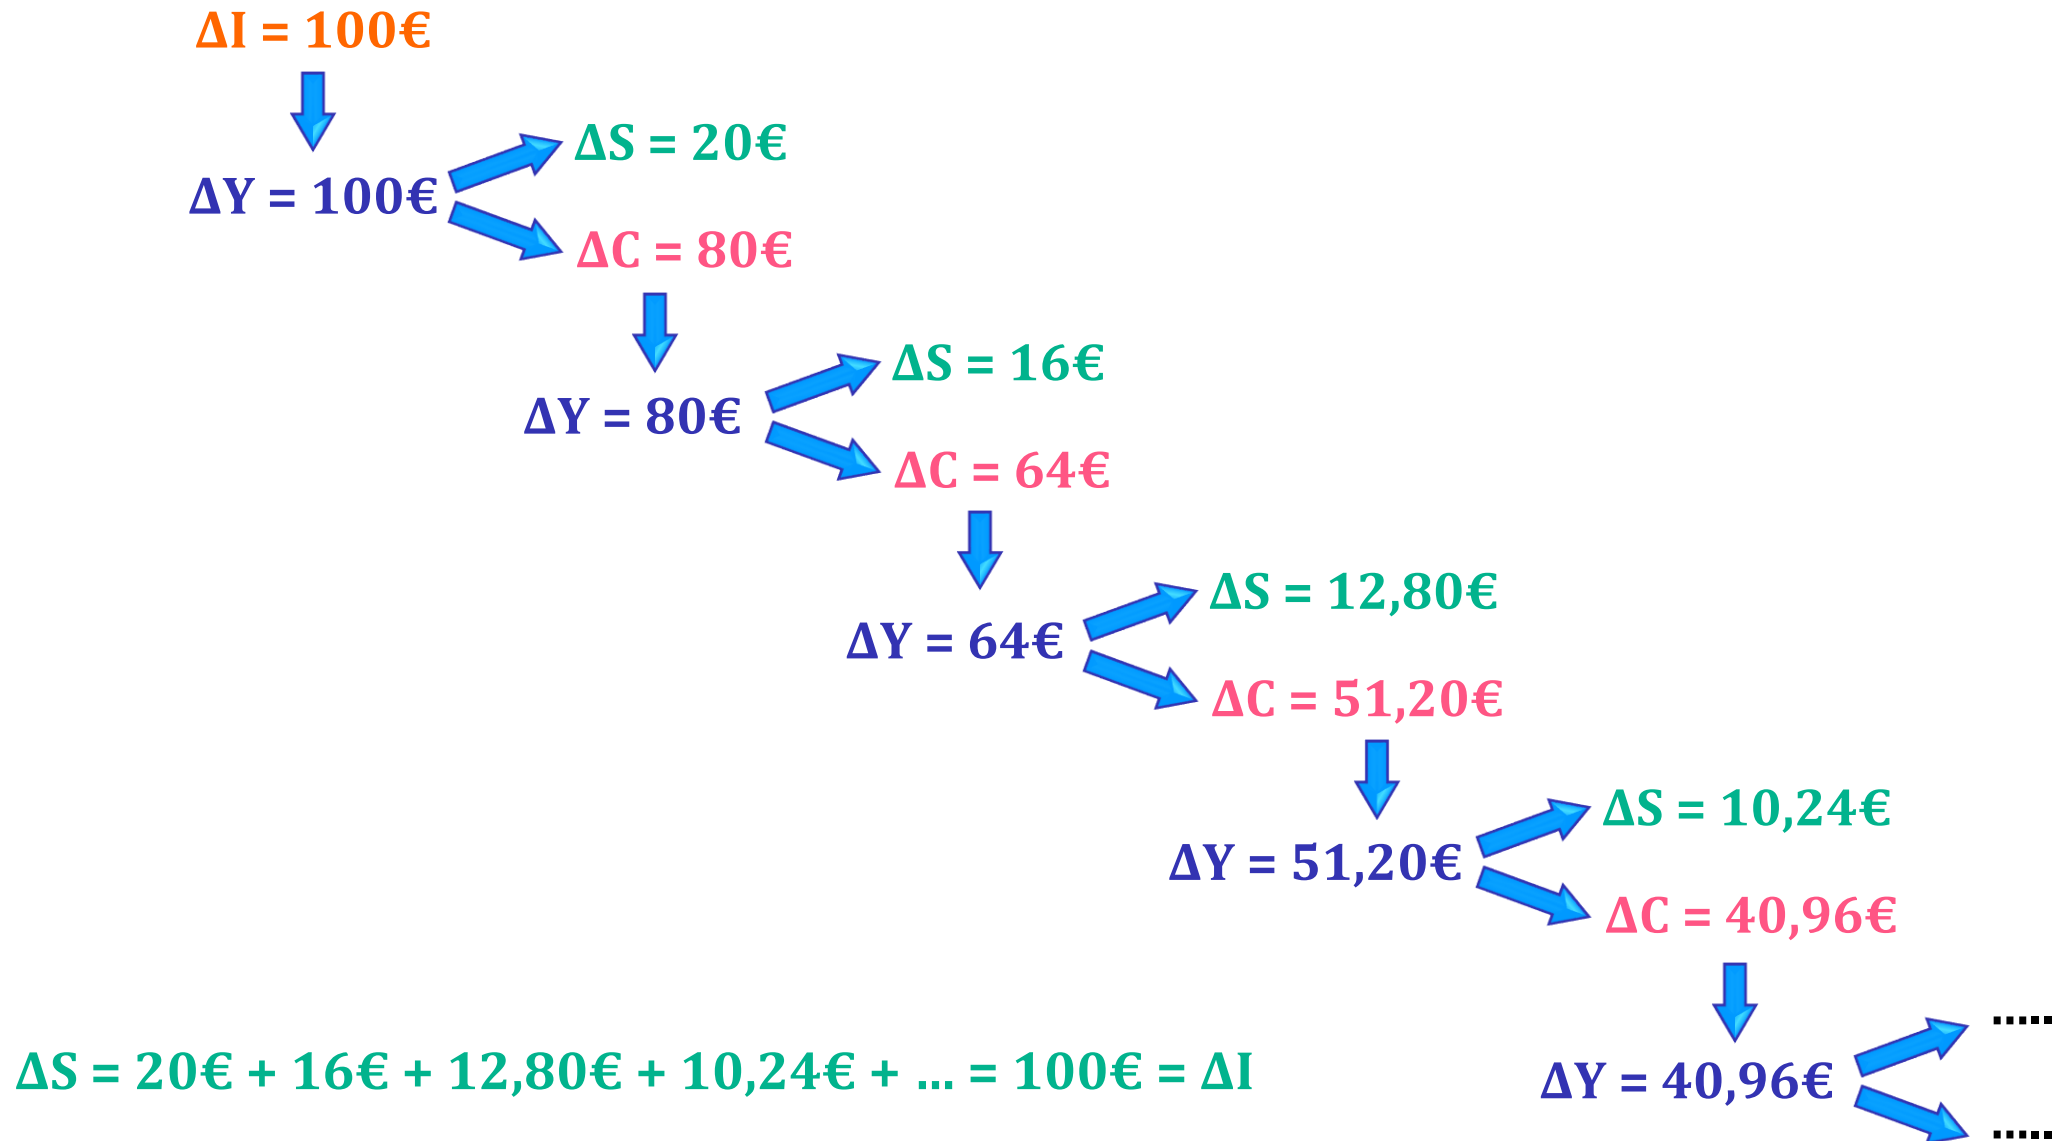 ΔI = 100€
ΔS = 20€
ΔY = 100€
ΔC = 80€
ΔS = 16€
ΔY = 80€
ΔC = 64€
ΔS = 12,80€
ΔY = 64€
ΔC = 51,20€
ΔS = 10,24€
ΔY = 51,20€
ΔC = 40,96€
......
ΔS = 20€ + 16€ + 12,80€ + 10,24€ + ... = 100€ = ΔI
ΔY = 40,96€
......